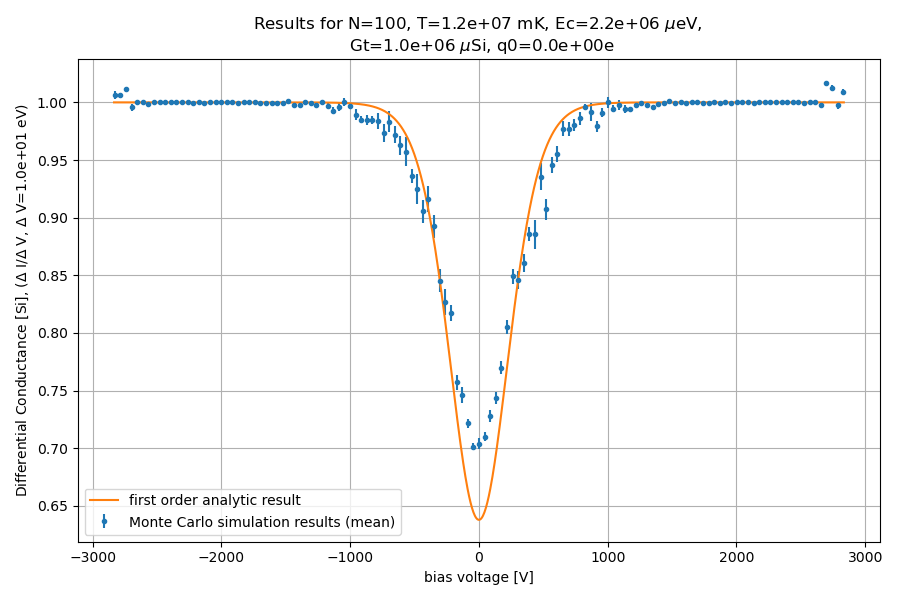 Results for N=100, T=1.2e+07 mK, Ec=2.2e+06 μeV,
Gt=1.0e+06 μSi, q0=0.0e+00e
Differential Conductance [Si], (Δ I/Δ V, Δ V=1.0e+01 eV)
1.00
0.95
0.90
0.85
0.80
0.75
0.70
0.65
first order analytic result
Monte Carlo simulation results (mean)
−3000 −2000 −1000 0 1000 2000 3000
bias voltage [V]